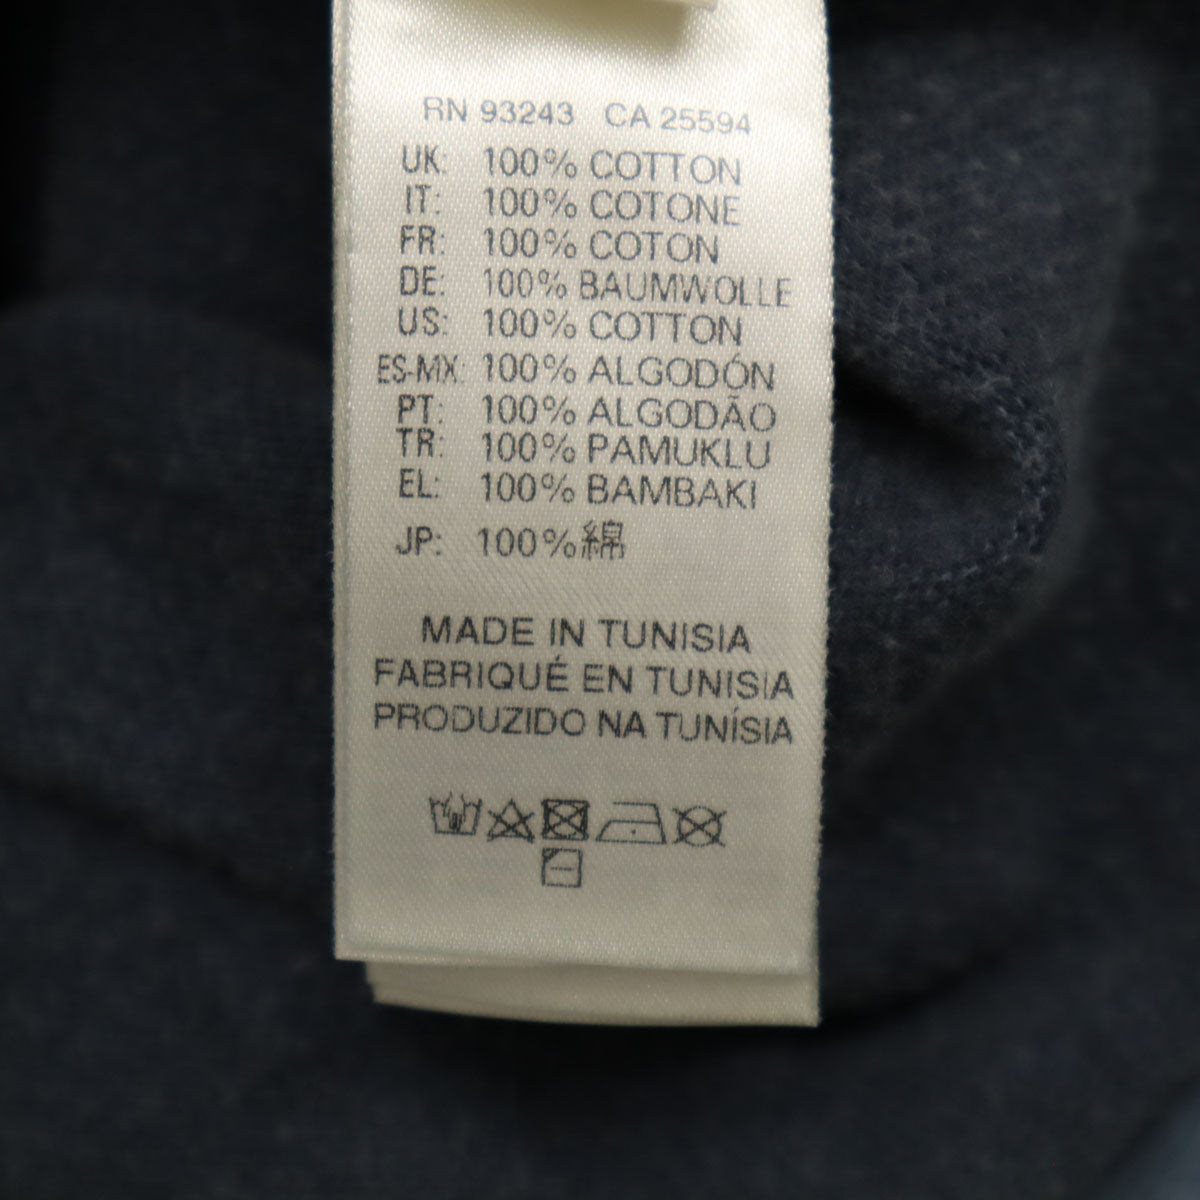 RN 93243 CA 25594
UK: 100% COTTON
IT: 100% COTONE
FR: 100% COTON
DE: 100% BAUMWOLLE
US: 100% COTTON
ES-MX: 100% ALGODÓN
PT: 100% ALGODÃO
TR: 100% PAMUKLU
EL: 100% BAMBAKI
JP: 100%綿
MADE IN TUNISIA
FABRIQUÉ EN TUNISIA
PRODUZIDO NA TUNÍSIA